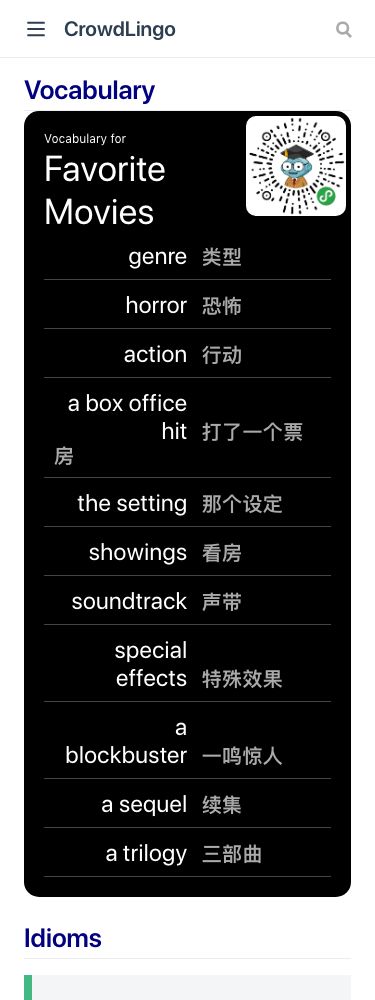 CrowdLingo
Vocabulary
Vocabulary for
Favorite
Movies
genre 类型
horror 恐怖
action 行动
a box office
hit 打了一个票
房
the setting 那个设定
showings 看房
soundtrack 声带
special
effects 特殊效果
a
blockbuster 一鸣惊人
a sequel 续集
a trilogy 三部曲
Idioms